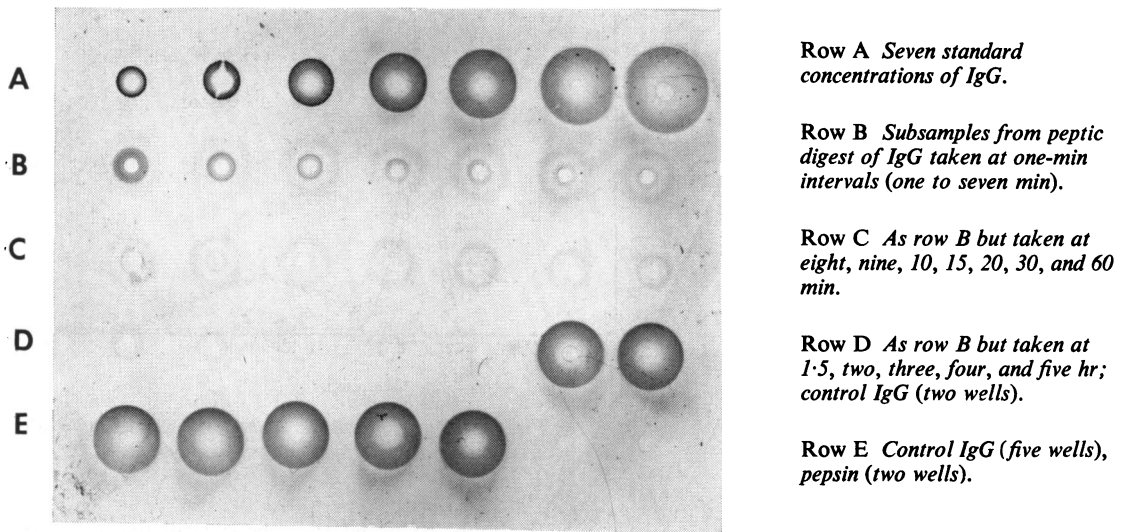 A
B
C
D
E
Row A Seven standard
concentrations of IgG.
Row B Subsamples from peptic
digest of IgG taken at one-min
intervals (one to seven min).
Row C As row B but taken at
eight, nine, 10, 15, 20, 30, and 60
min.
Row D As row B but taken at
1·5, two, three, four, and five hr;
control IgG (two wells).
Row E Control IgG (five wells),
pepsin (two wells).